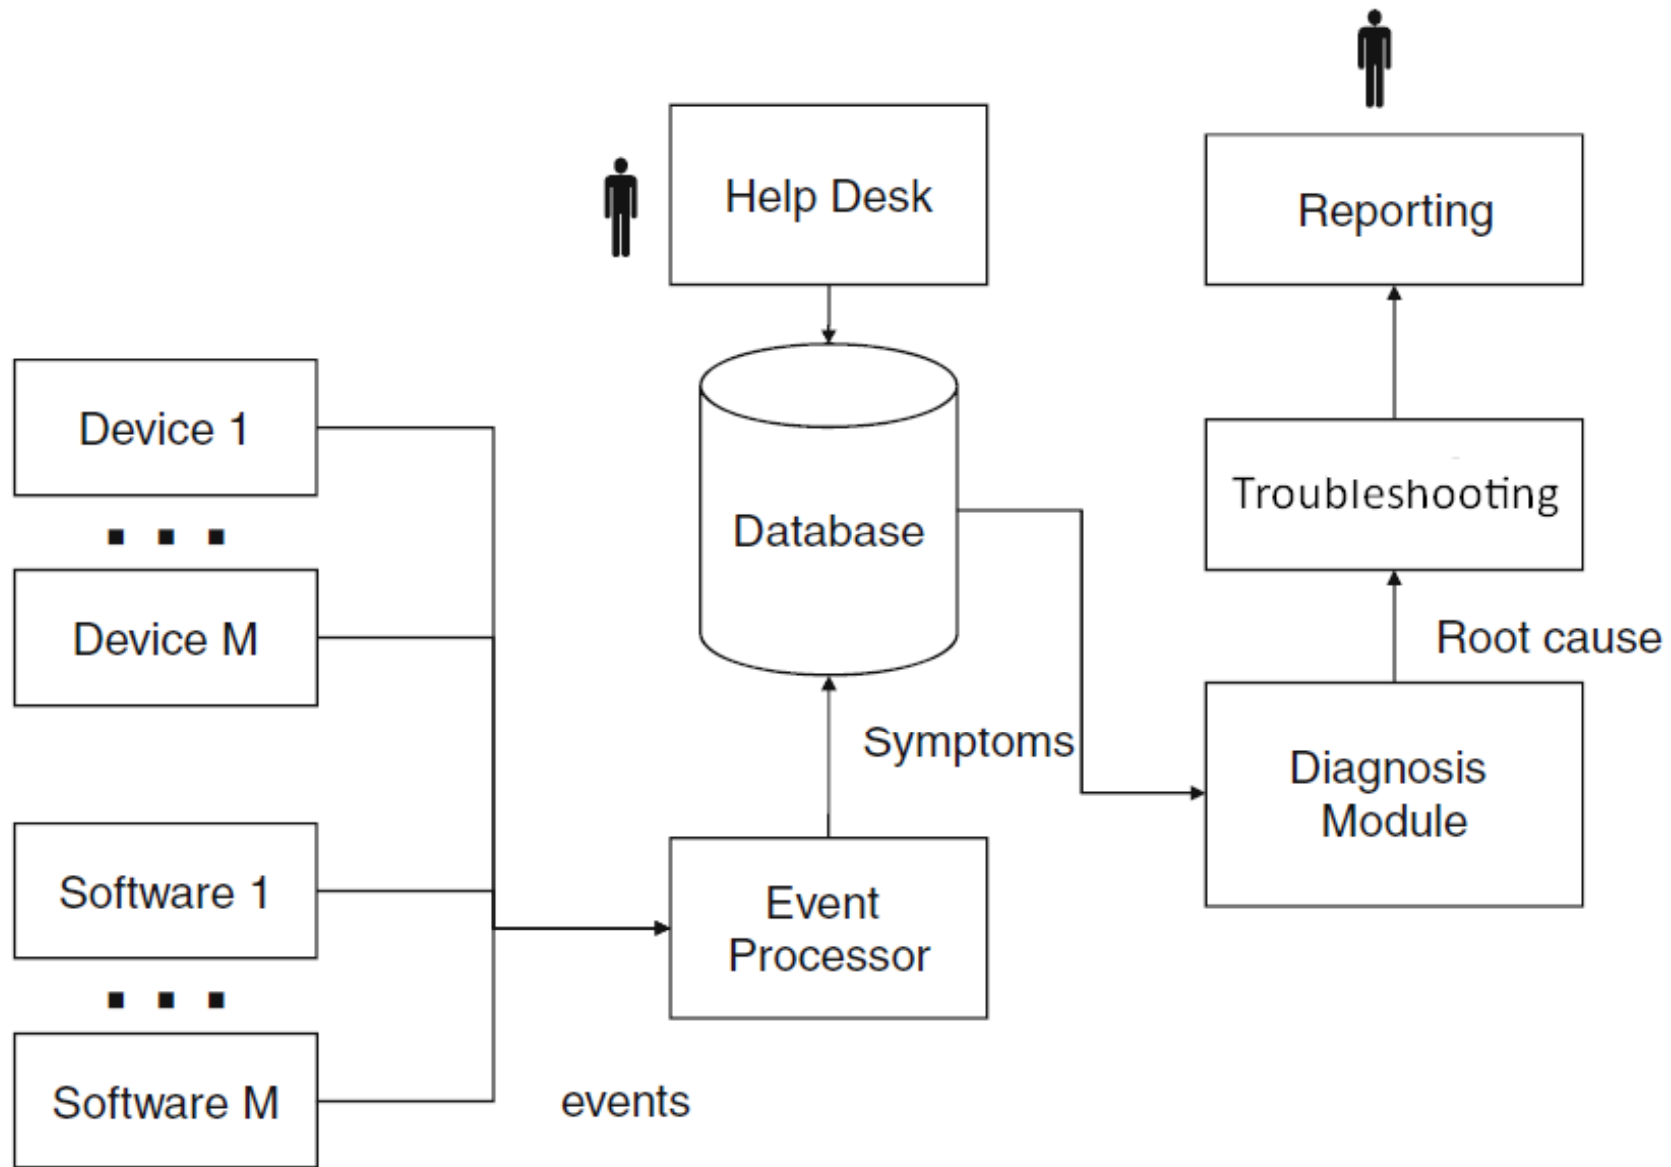 Help Desk
Reporting
Device 1
Database
Troubleshooting
Device M
Root cause
Symptoms
Diagnosis
Module
Software 1
Event
Processor
Software M
events